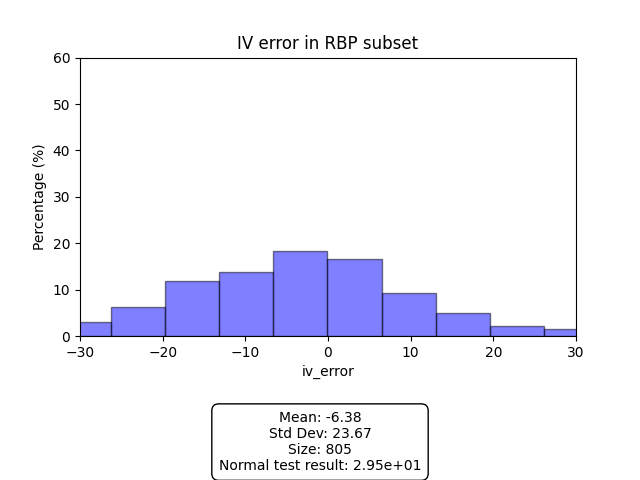 IV error in RBP subset
60
50
40
30
20
10
0
Percentage (%)
−30
−20
−10
0
10
20
30
iv_error
Mean: -6.38
Std Dev: 23.67
Size: 805
Normal test result: 2.95e+01